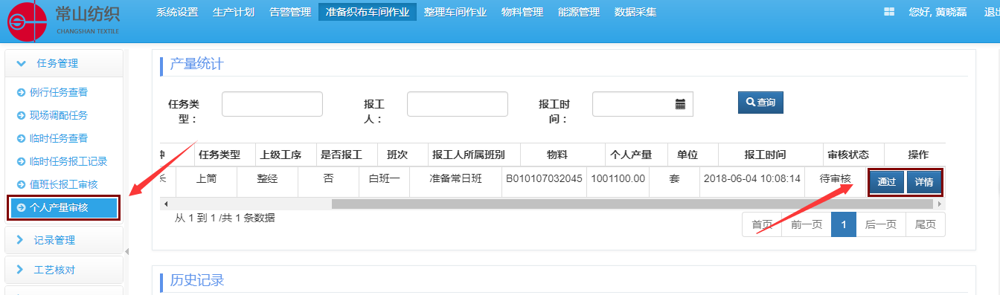 常山纺织
CHANGSHAN TEXTILE
系统设置 生产计划 告警管理 准备织布车间作业 整理车间作业 物料管理 能源管理 数据采集
您好, 黄晓磊 退出
任务管理
例行任务查看
现场调配任务
临时任务查看
临时任务报工记录
值班长报工审核
个人产量审核
记录管理
工艺核对
产量统计
任务类型：
报工人：
报工时间：
查询
任务类型 上级工序 是否报工 班次 报工人所属班别 物料 个人产量 单位 报工时间 审核状态 操作
上筒 整经 否 白班一 准备常日班 B010107032045 1001100.00 套 2018-06-04 10:08:14 待审核 通过 详情
从 1 到 1 /共 1 条数据
首页 前一页 1 后一页 尾页
历史记录